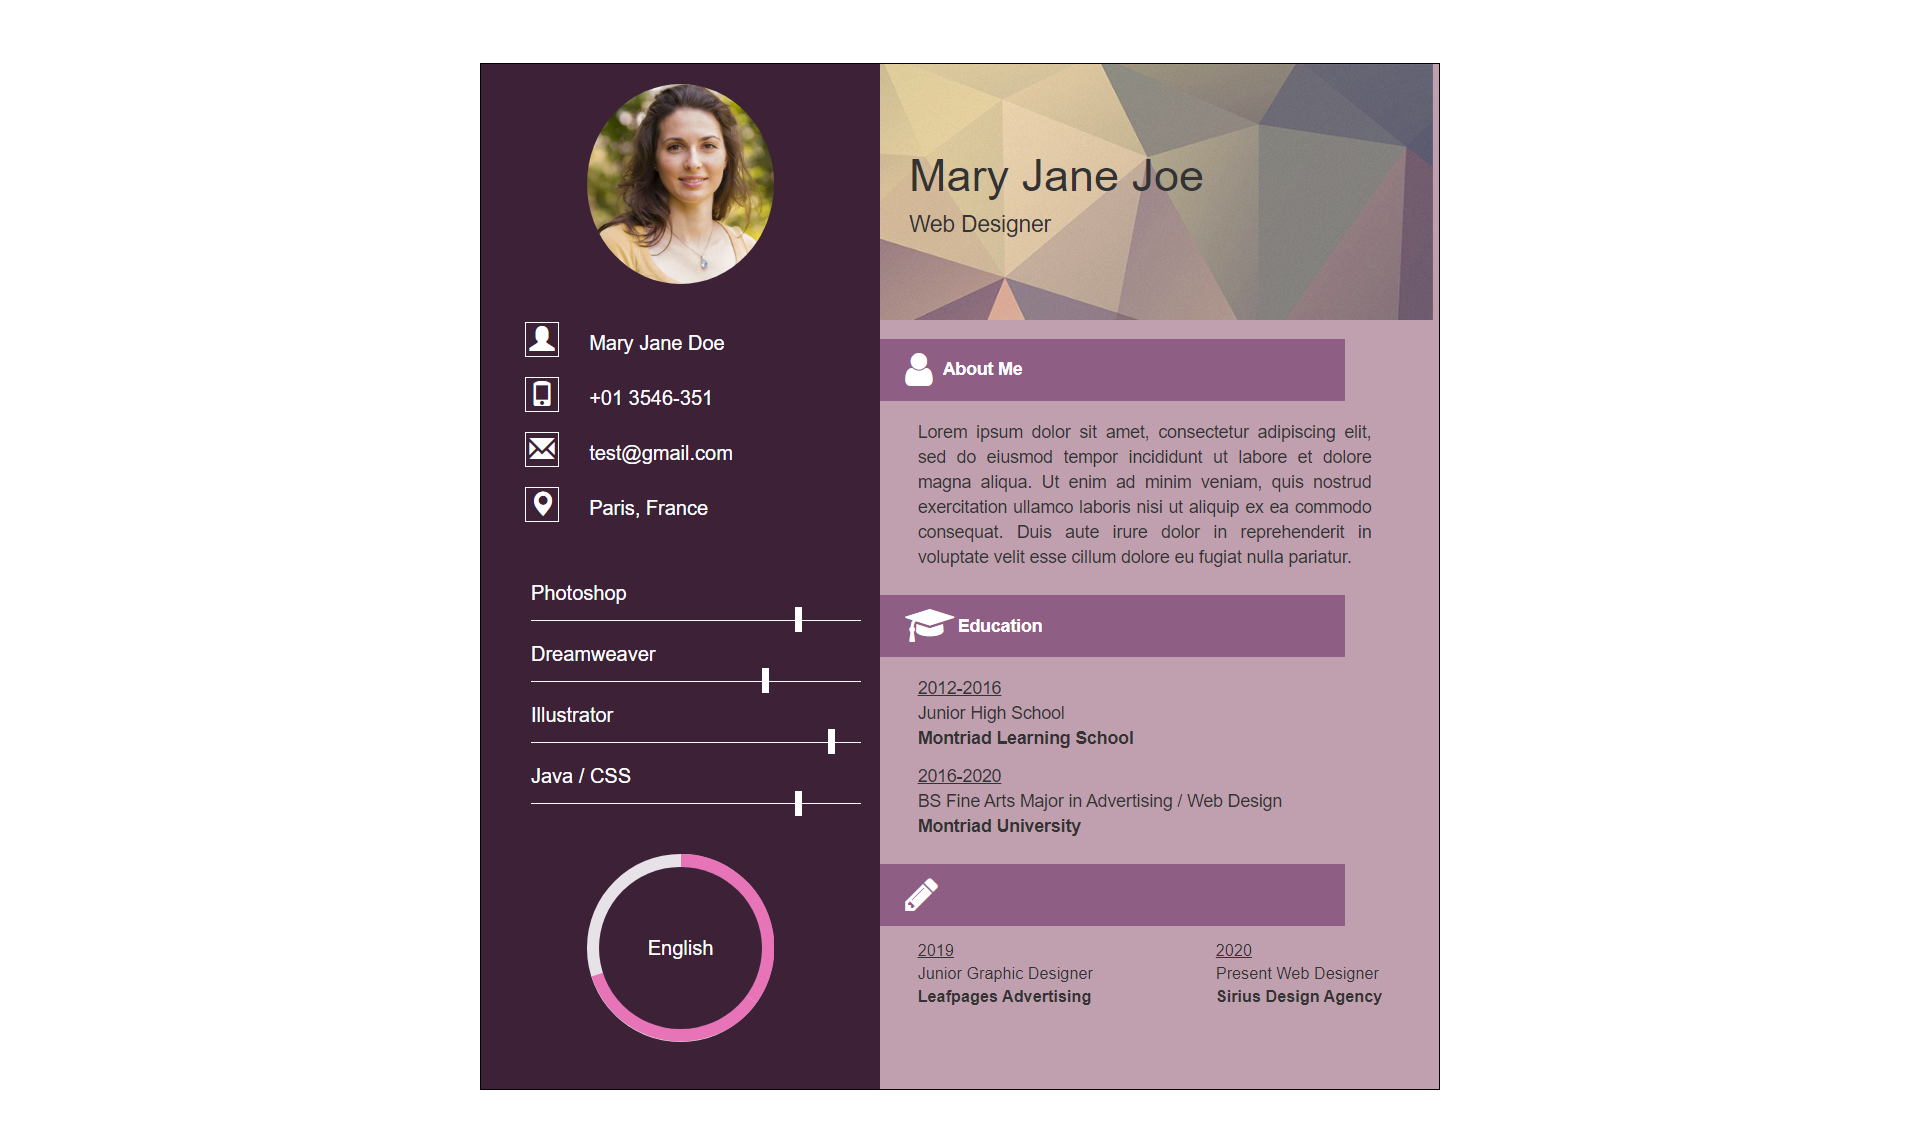 Mary Jane Doe
+01 3546-351
test@gmail.com
Paris, France
Photoshop
Dreamweaver
Illustrator
Java / CSS
English
Mary Jane Joe
Web Designer
About Me
Lorem ipsum dolor sit amet, consectetur adipiscing elit,
sed do eiusmod tempor incididunt ut labore et dolore
magna aliqua. Ut enim ad minim veniam, quis nostrud
exercitation ullamco laboris nisi ut aliquip ex ea commodo
consequat. Duis aute irure dolor in reprehenderit in
voluptate velit esse cillum dolore eu fugiat nulla pariatur.
Education
2012-2016
Junior High School
Montriad Learning School
2016-2020
BS Fine Arts Major in Advertising / Web Design
Montriad University
2019
Junior Graphic Designer
Leafpages Advertising
2020
Present Web Designer
Sirius Design Agency